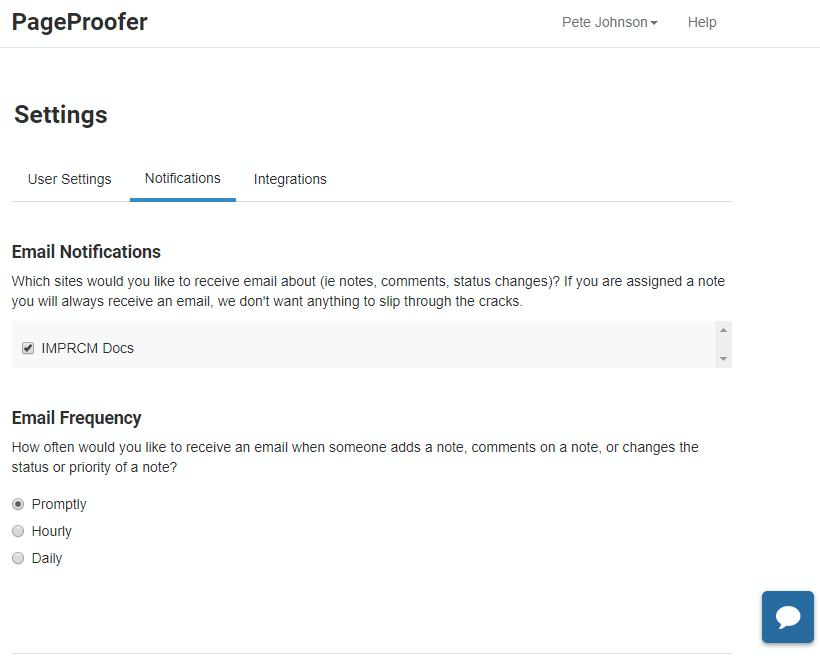 PageProofer
Pete Johnson
Help
Settings
User Settings
Notifications
Integrations
Email Notifications
Which sites would you like to receive email about (ie notes, comments, status changes)? If you are assigned a note
you will always receive an email, we don't want anything to slip through the cracks.
IMPRCM Docs
Email Frequency
How often would you like to receive an email when someone adds a note, comments on a note, or changes the
status or priority of a note?
Promptly
Hourly
Daily